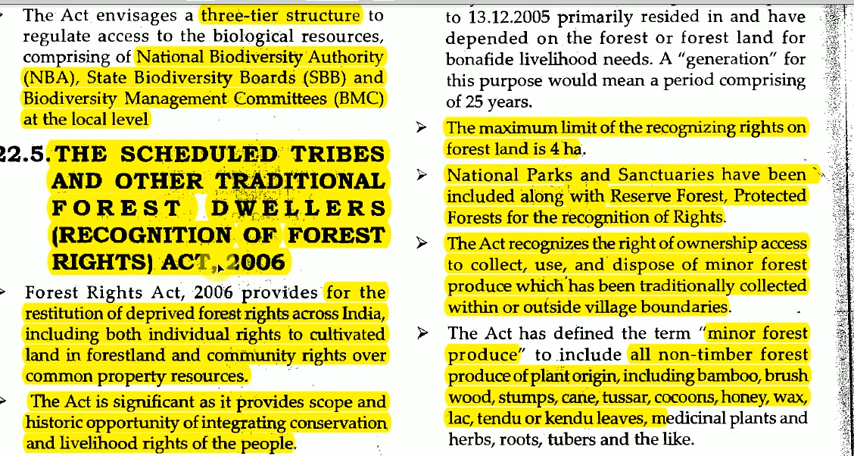 ➢ The Act envisages a three-tier structure to
regulate access to the biological resources,
comprising of National Biodiversity Authority
(NBA), State Biodiversity Boards (SBB) and
Biodiversity Management Committees (BMC)
at the local level
22.5. THE SCHEDULED TRIBES
AND OTHER TRADITIONAL
FOREST DWELLERS
(RECOGNITION OF FOREST
RIGHTS) ACT, 2006
➢ Forest Rights Act, 2006 provides for the
restitution of deprived forest rights across India,
including both individual rights to cultivated
land in forestland and community rights over
common property resources.
➢ The Act is significant as it provides scope and
historic opportunity of integrating conservation
and livelihood rights of the people.
to 13.12.2005 primarily resided in and have
depended on the forest or forest land for
bonafide livelihood needs. A “generation” for
this purpose would mean a period comprising
of 25 years.
➢ The maximum limit of the recognizing rights on
forest land is 4 ha.
➢ National Parks and Sanctuaries have been
included along with Reserve Forest, Protected
Forests for the recognition of Rights.
➢ The Act recognizes the right of ownership access
to collect, use, and dispose of minor forest
produce which has been traditionally collected
within or outside village boundaries.
➢ The Act has defined the term “minor forest
produce” to include all non-timber forest
produce of plant origin, including bamboo, brush
wood, stumps, cane, tussar, cocoons, honey, wax,
lac, tendu or kendu leaves, medicinal plants and
herbs, roots, tubers and the like.